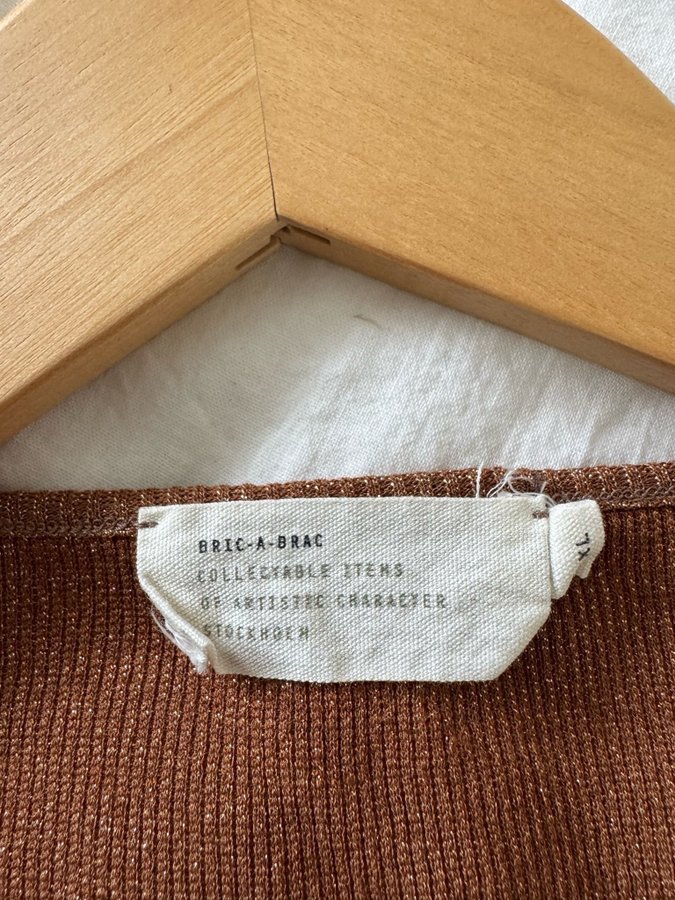 BRIC-A-BRAC
COLLECTABLE ITEMS
OF ARTISTIC CHARACTER
STOCKHOLM
XL